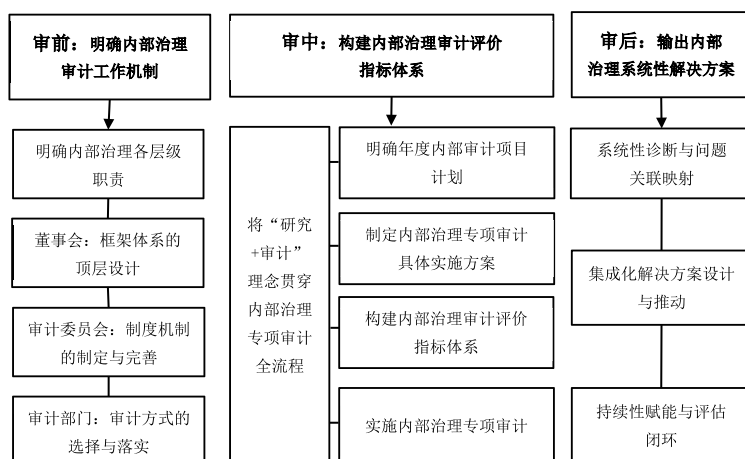 审前：明确内部治理
审计工作机制
明确内部治理各层级
职责
董事会：框架体系的
顶层设计
审计委员会：制度机制
的制定与完善
审计部门：审计方式的
选择与落实
审中：构建内部治理审计评价
指标体系
将“研究
+审计”
理念贯穿
内部治理
专项审计
全流程
明确年度内部审计项目
计划
制定内部治理专项审计
具体实施方案
构建内部治理审计评价
指标体系
实施内部治理专项审计
审后：输出内部
治理系统性解决方案
系统性诊断与问题
关联映射
集成化解决方案设计
与推动
持续性赋能与评估
闭环